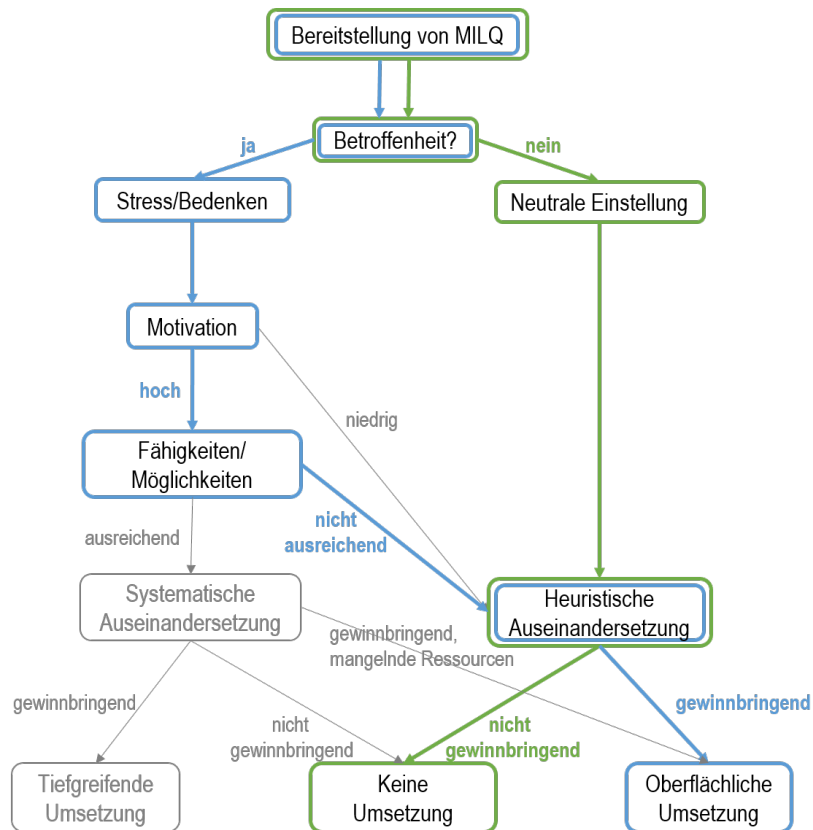 Bereitstellung von MILQ
Betroffenheit?
ja
nein
Stress/Bedenken
Neutrale Einstellung
Motivation
hoch
niedrig
Fähigkeiten/
Möglichkeiten
nicht
ausreichend
ausreichend
Systematische
Auseinandersetzung
Heuristische
Auseinandersetzung
gewinnbringend,
mangelnde Ressourcen
gewinnbringend
nicht
gewinnbringend
nicht
gewinnbringend
gewinnbringend
Tiefgreifende
Umsetzung
Keine
Umsetzung
Oberflächliche
Umsetzung